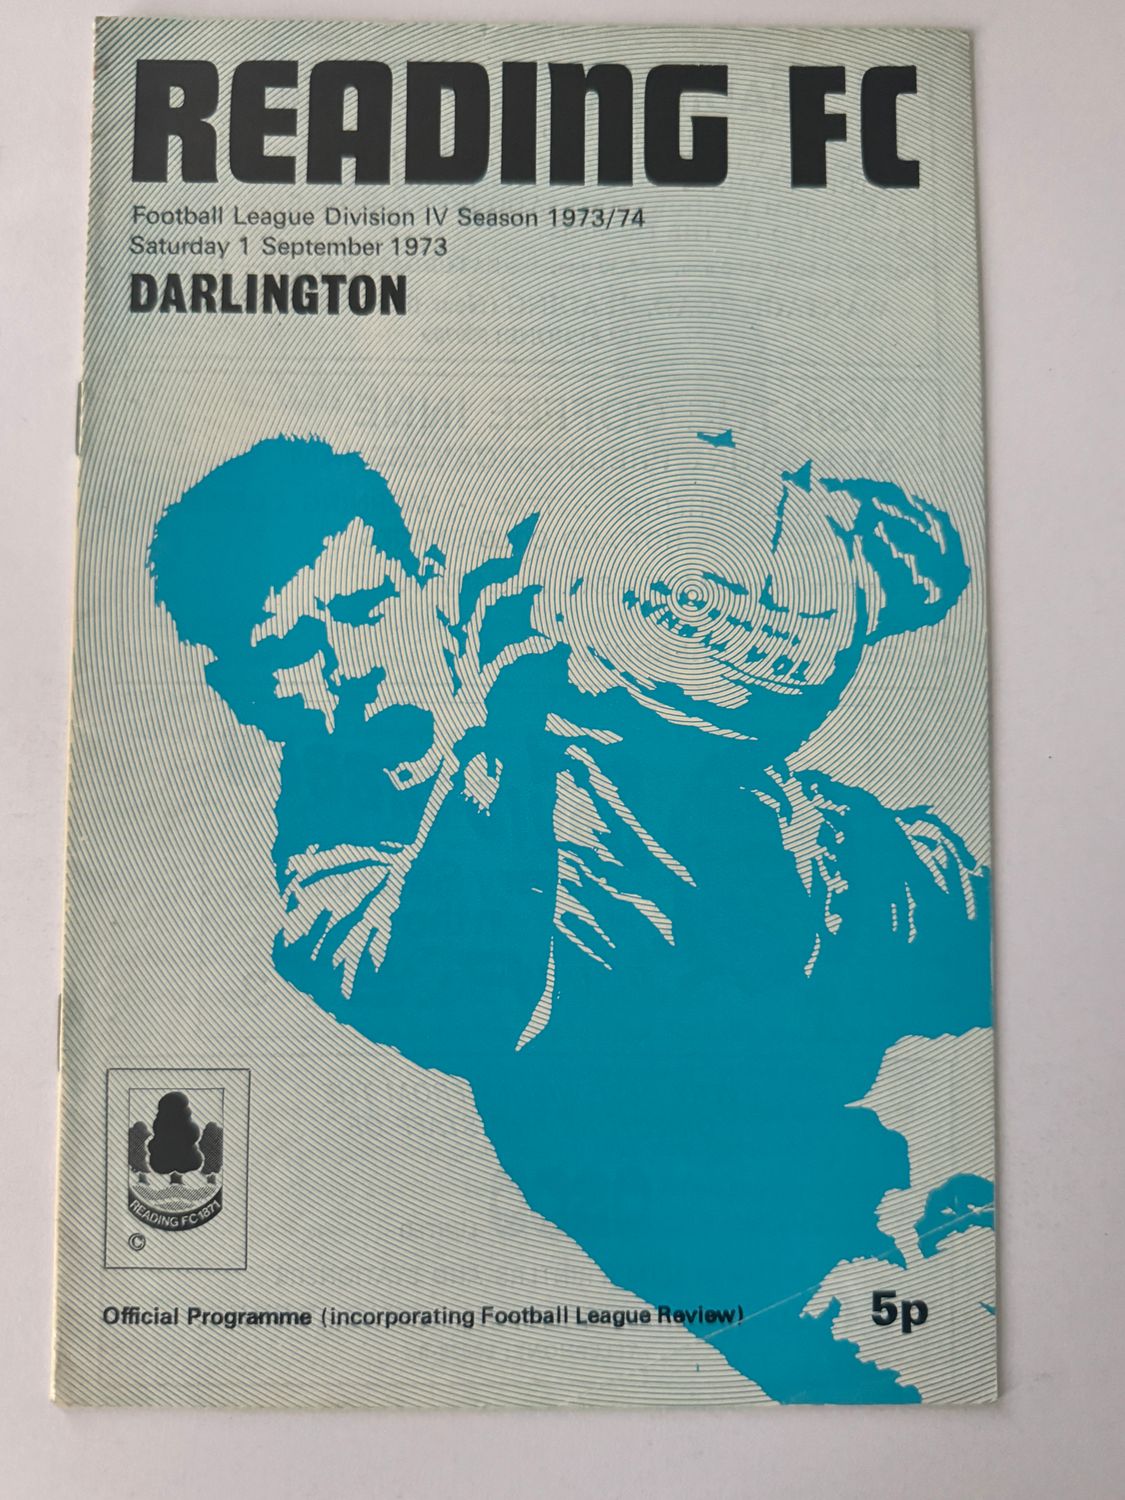 READING FC
Football League Division IV Season 1973/74
Saturday 1 September 1973
DARLINGTON
READING FC 1871
©
Official Programme (incorporating Football League Review)
5p